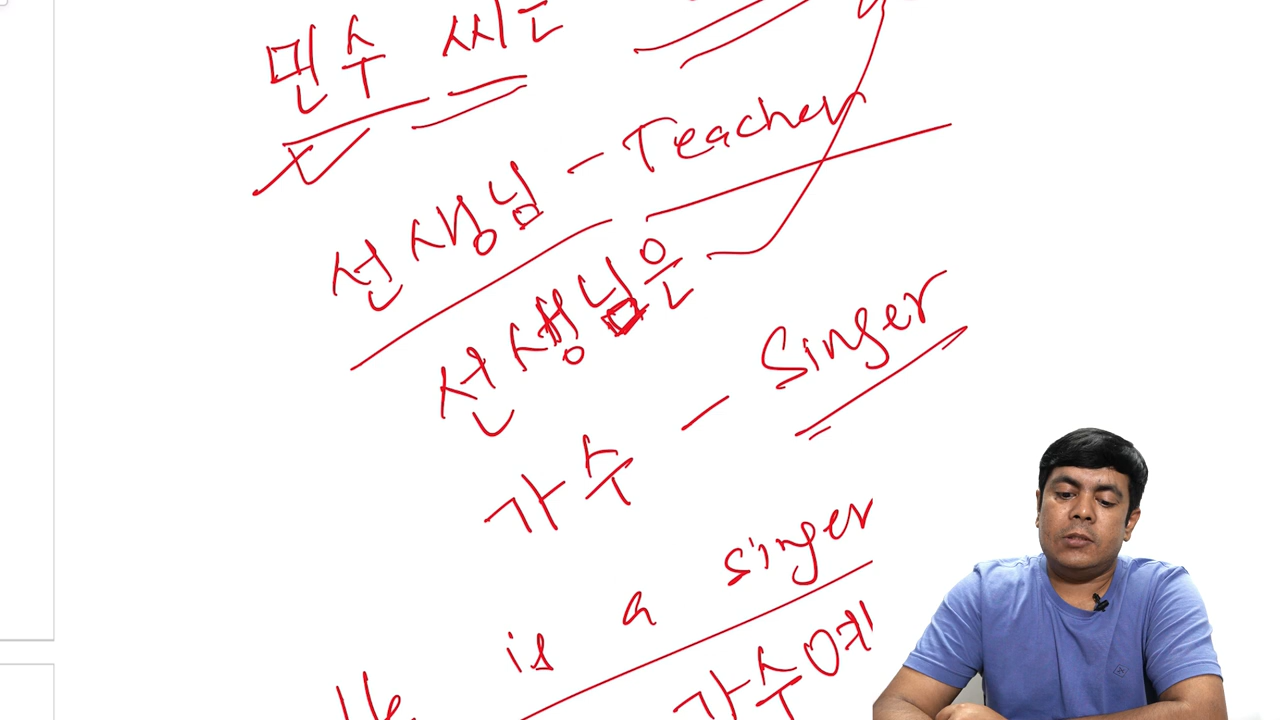 민수 씨는
선생님 - Teacher
선생님은
가수 - Singer
He is a singer
가수예